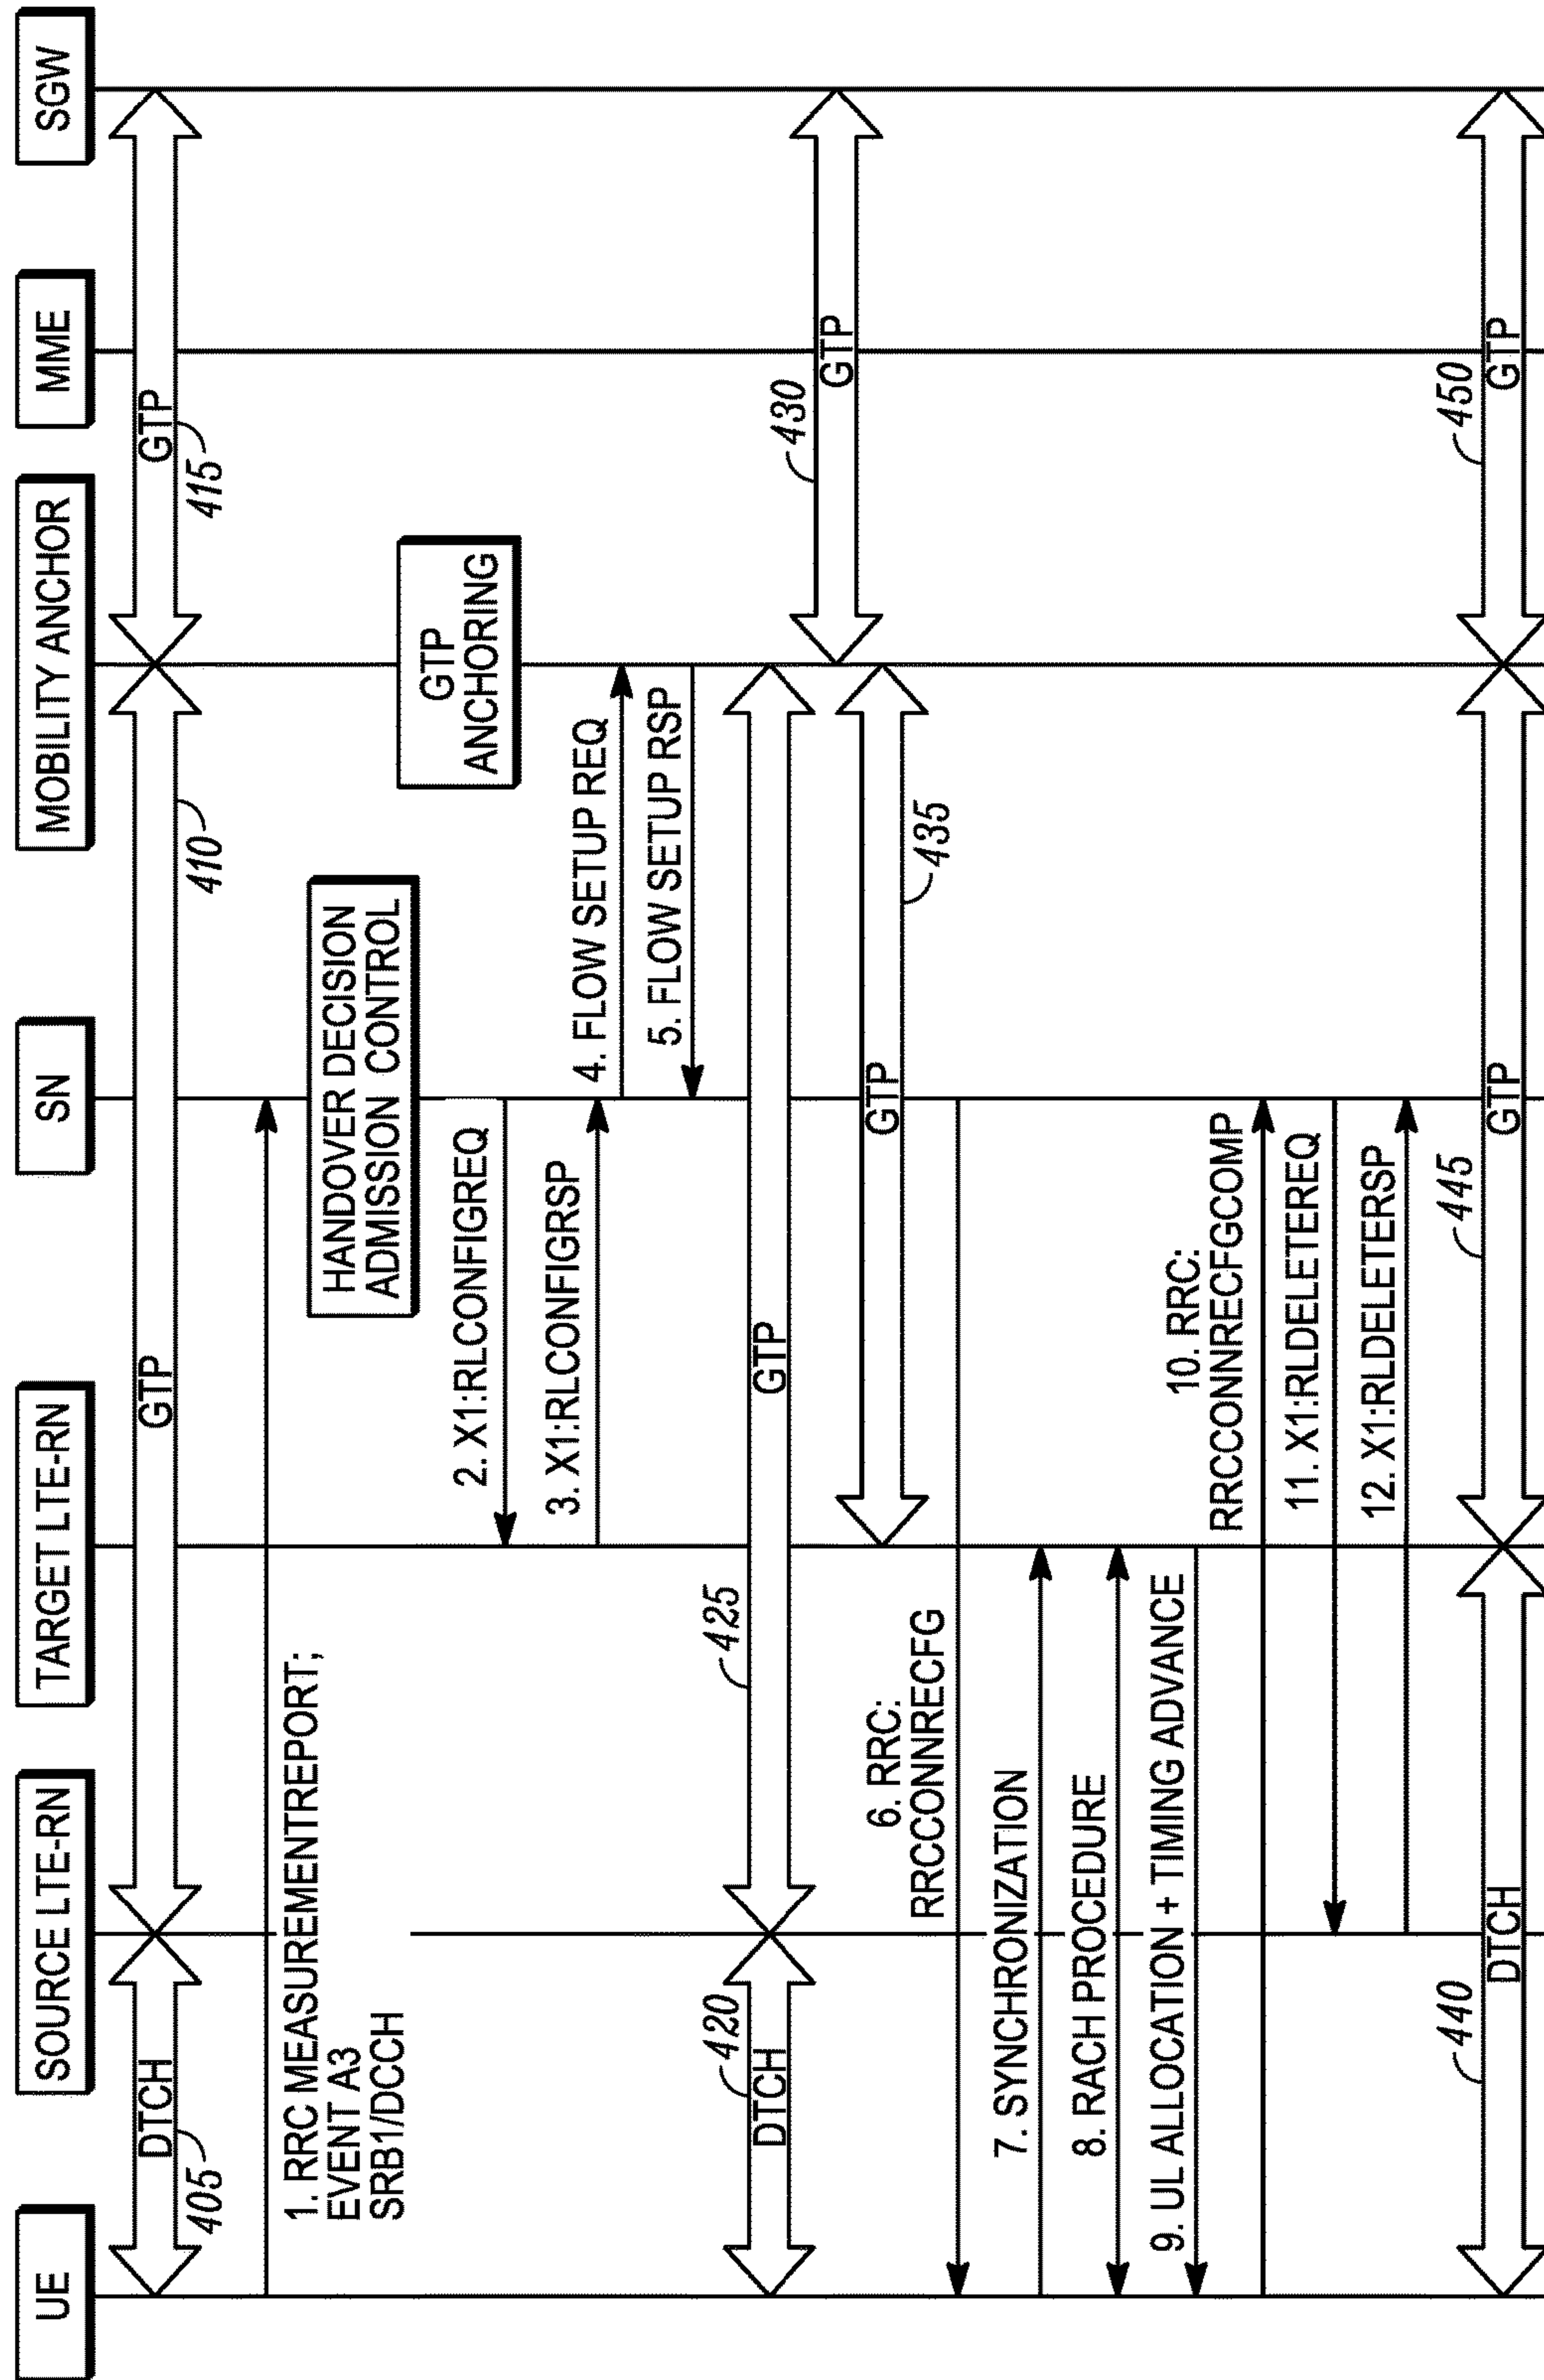 UE
SOURCE LTE-RN
TARGET LTE-RN
SN
MOBILITY ANCHOR
MME
SGW
DTCH
GTP
GTP
405
410
415
1. RRC MEASUREMENTREPORT;
EVENT A3
SRB1/DCCH
HANDOVER DECISION
ADMISSION CONTROL
GTP
ANCHORING
2. X1:RLCONFIGREQ
3. X1:RLCONFIGRSP
4. FLOW SETUP REQ
5. FLOW SETUP RSP
420
425
DTCH
GTP
430
GTP
GTP
435
6. RRC:
RRCCONNRECFG
7. SYNCHRONIZATION
8. RACH PROCEDURE
9. UL ALLOCATION + TIMING ADVANCE
10. RRC:
RRCCONNRECFGCOMP
11. X1:RLDELETEREQ
12. X1:RLDELETERSP
440
445
450
DTCH
GTP
GTP